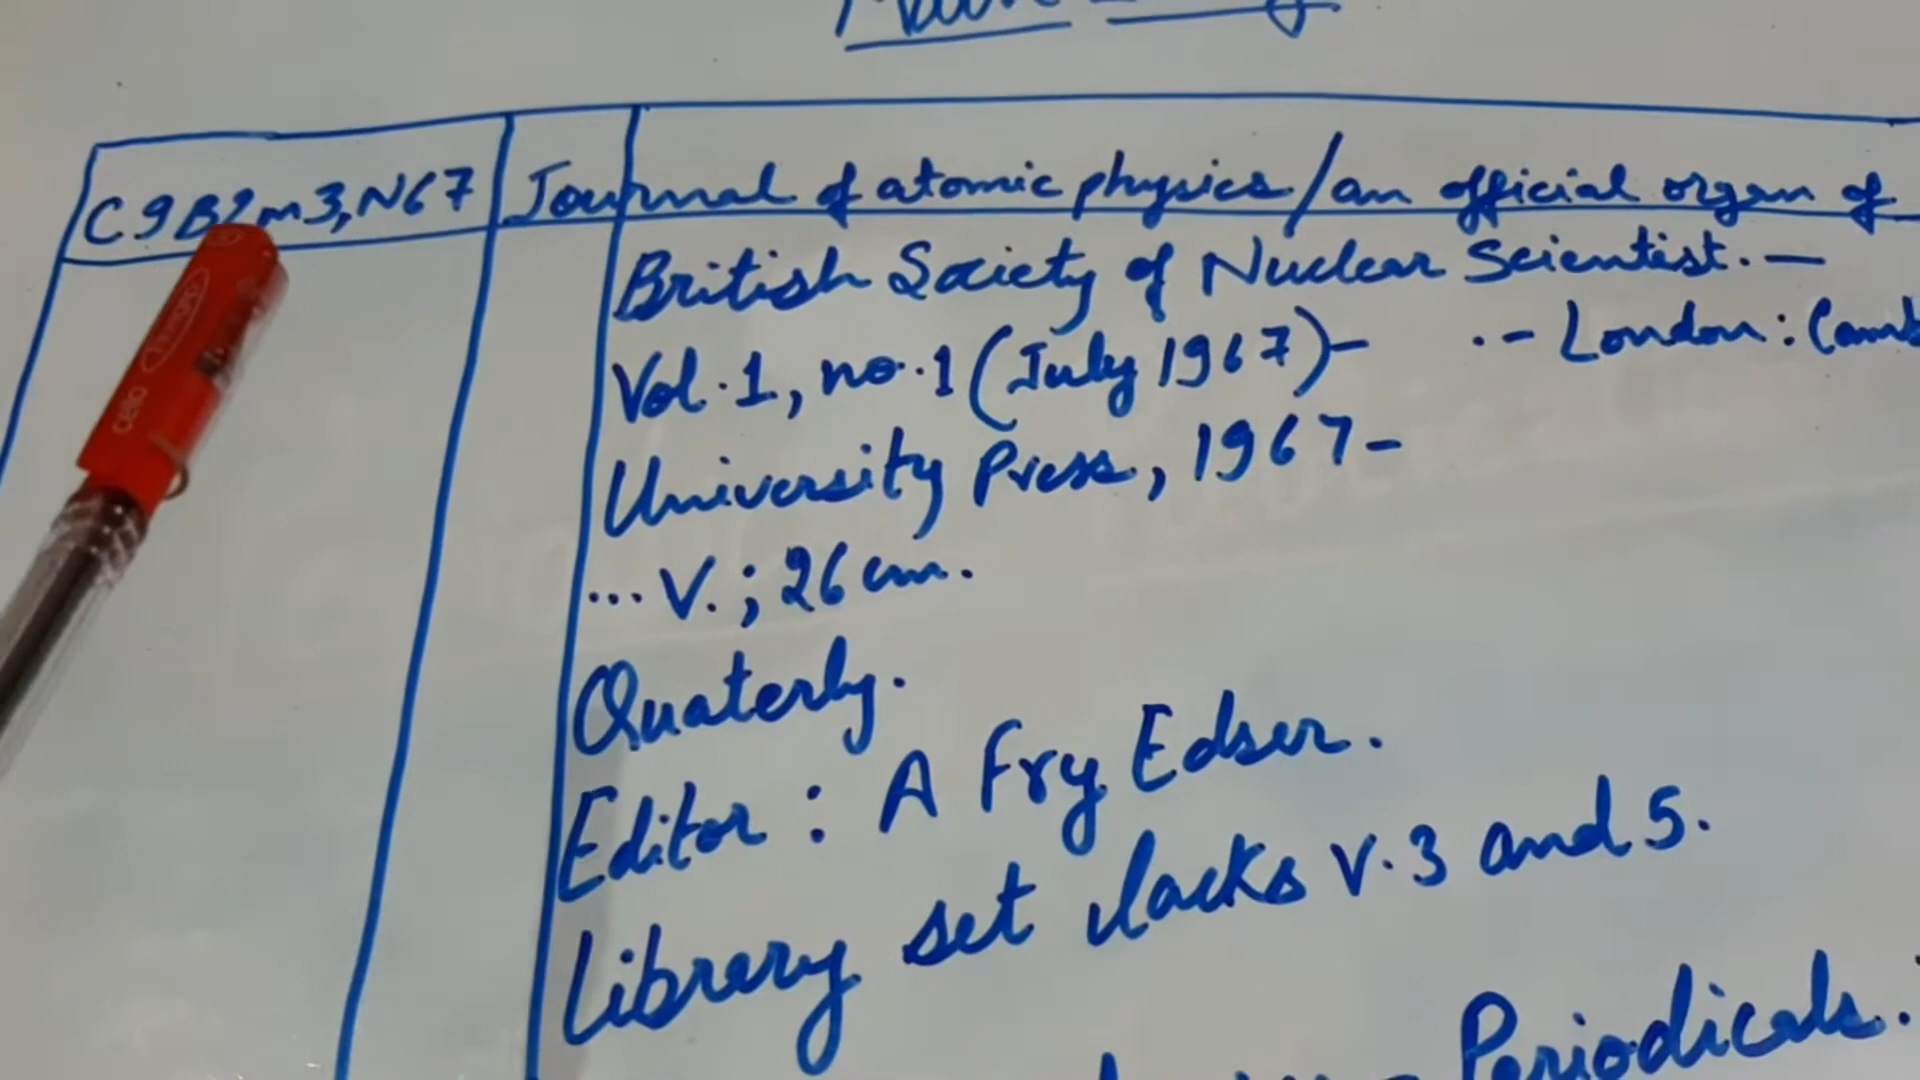 C9B2m3,N67 Journal of atomic physics/an official organ of
British Society of Nuclear Scientist. —
Vol. 1, no. 1 (July 1967)- .- London: Camb
University Press, 1967-
... V. ; 26 cm.
Quaterly.
Editor : A Fry Edser.
Library set lacks v. 3 and 5.
- Periodicals.
cello